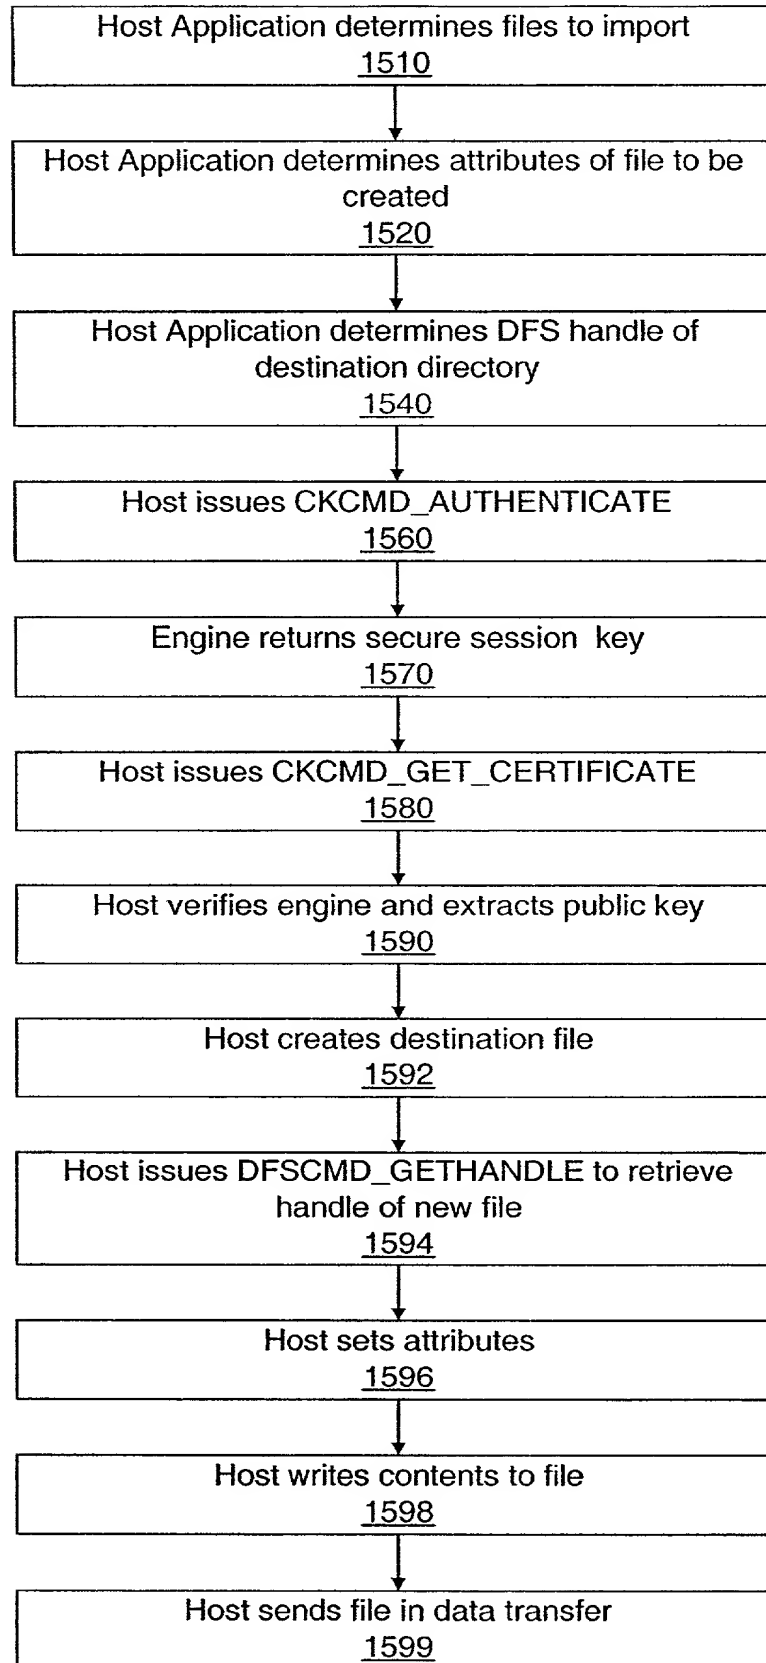 Host Application determines files to import
1510
Host Application determines attributes of file to be
created
1520
Host Application determines DFS handle of
destination directory
1540
Host issues CKCMD_AUTHENTICATE
1560
Engine returns secure session key
1570
Host issues CKCMD_GET_CERTIFICATE
1580
Host verifies engine and extracts public key
1590
Host creates destination file
1592
Host issues DFSCMD_GETHANDLE to retrieve
handle of new file
1594
Host sets attributes
1596
Host writes contents to file
1598
Host sends file in data transfer
1599